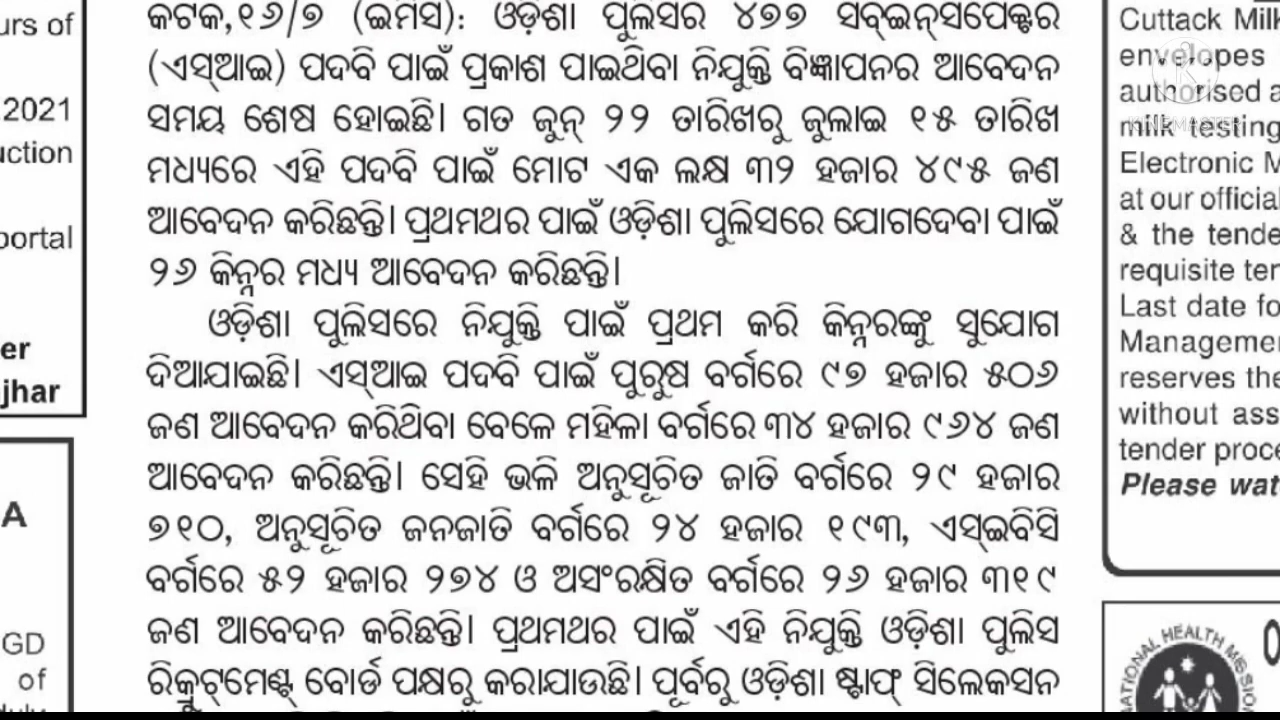 urs of
2021
uction
portal
er
jhar
A
GD
of
କଟକ,୧୬/୭ (ଇମିସ): ଓଡ଼ିଶା ପୁଲିସର ୪୭୭ ସବ୍‌ଇନ୍‌ସପେକ୍ଟର
(ଏସ୍‌ଆଇ) ପଦବି ପାଇଁ ପ୍ରକାଶ ପାଇଥିବା ନିଯୁକ୍ତି ବିଜ୍ଞାପନର ଆବେଦନ
ସମୟ ଶେଷ ହୋଇଛି। ଗତ ଜୁନ୍ ୨୨ ତାରିଖରୁ ଜୁଲାଇ ୧୫ ତାରିଖ
ମଧ୍ୟରେ ଏହି ପଦବି ପାଇଁ ମୋଟ ଏକ ଲକ୍ଷ ୩୨ ହଜାର ୪୯୫ ଜଣ
ଆବେଦନ କରିଛନ୍ତି। ପ୍ରଥମଥର ପାଇଁ ଓଡ଼ିଶା ପୁଲିସରେ ଯୋଗଦେବା ପାଇଁ
୨୬ କିନ୍ନର ମଧ୍ୟ ଆବେଦନ କରିଛନ୍ତି।
ଓଡ଼ିଶା ପୁଲିସରେ ନିଯୁକ୍ତି ପାଇଁ ପ୍ରଥମ କରି କିନ୍ନରଙ୍କୁ ସୁଯୋଗ
ଦିଆଯାଇଛି। ଏସ୍‌ଆଇ ପଦବି ପାଇଁ ପୁରୁଷ ବର୍ଗରେ ୯୭ ହଜାର ୫୦୬
ଜଣ ଆବେଦନ କରିଥିବା ବେଳେ ମହିଳା ବର୍ଗରେ ୩୪ ହଜାର ୯୬୪ ଜଣ
ଆବେଦନ କରିଛନ୍ତି। ସେହି ଭଳି ଅନୁସୂଚିତ ଜାତି ବର୍ଗରେ ୨୯ ହଜାର
୭୧୦, ଅନୁସୂଚିତ ଜନଜାତି ବର୍ଗରେ ୨୪ ହଜାର ୧୯୩, ଏସ୍‌ଇବିସି
ବର୍ଗରେ ୫୨ ହଜାର ୨୭୪ ଓ ଅସଂରକ୍ଷିତ ବର୍ଗରେ ୨୬ ହଜାର ୩୧୯
ଜଣ ଆବେଦନ କରିଛନ୍ତି। ପ୍ରଥମଥର ପାଇଁ ଏହି ନିଯୁକ୍ତି ଓଡ଼ିଶା ପୁଲିସ
ରିକ୍ରୁଟ୍‌ମେଣ୍ଟ ବୋର୍ଡ ପକ୍ଷରୁ କରାଯାଉଛି। ପୂର୍ବରୁ ଓଡ଼ିଶା ଷ୍ଟାଫ୍ ସିଲେକସନ
Cuttack Milk
envelopes
authorised a
milk testing
Electronic M
at our official
& the tende
requisite ter
Last date fo
Managemen
reserves the
without ass
tender proce
Please wat
KINEMASTER
NATIONAL HEALTH MISSION